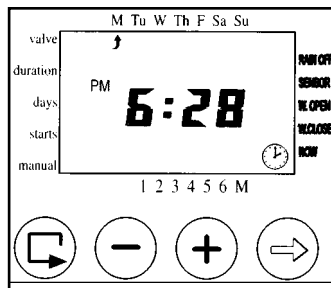 M Tu W Th F Sa Su
valve
duration
days
starts
manual
PM
6:28
RAIN OFF
SENSOR
W. OPEN
W.CLOSE
NOW
1 2 3 4 5 6 M